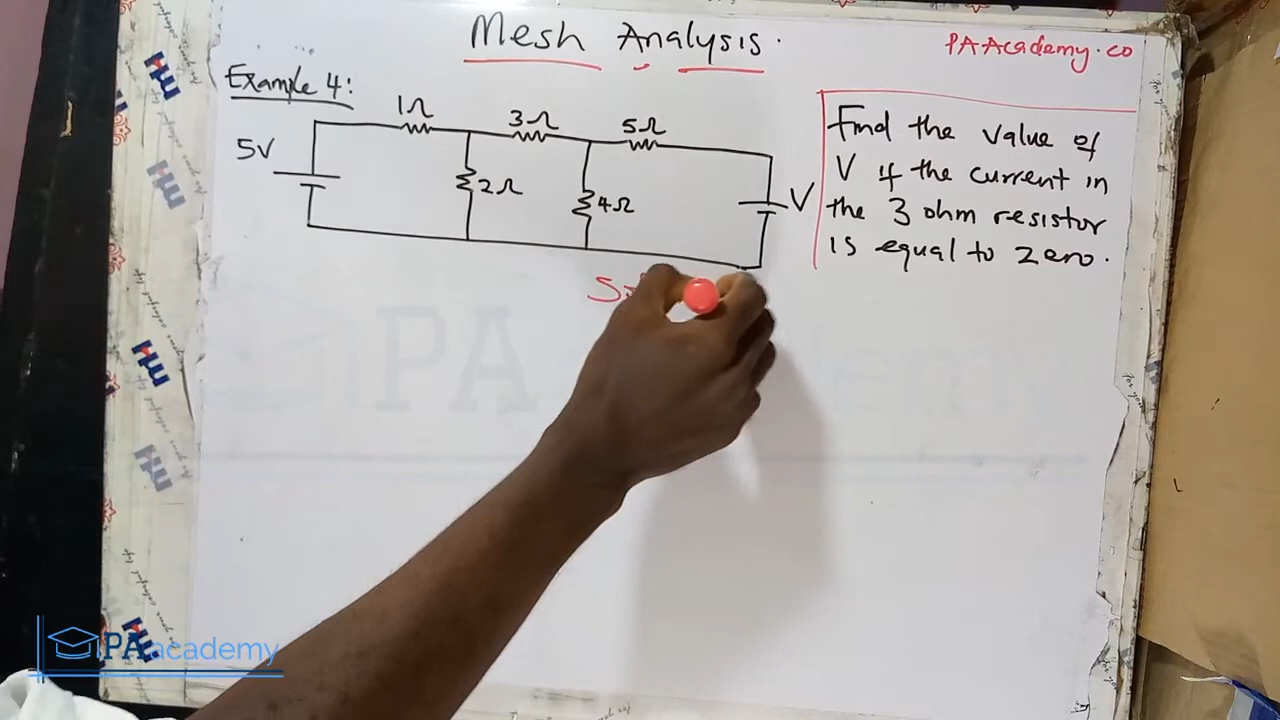 Mesh Analysis.
PAAcademy.co
Example 4:
1Ω
3Ω
5Ω
5V
2Ω
4Ω
V
Find the value of
V if the current in
the 3 ohm resistor
is equal to zero.
PA
PAacademy